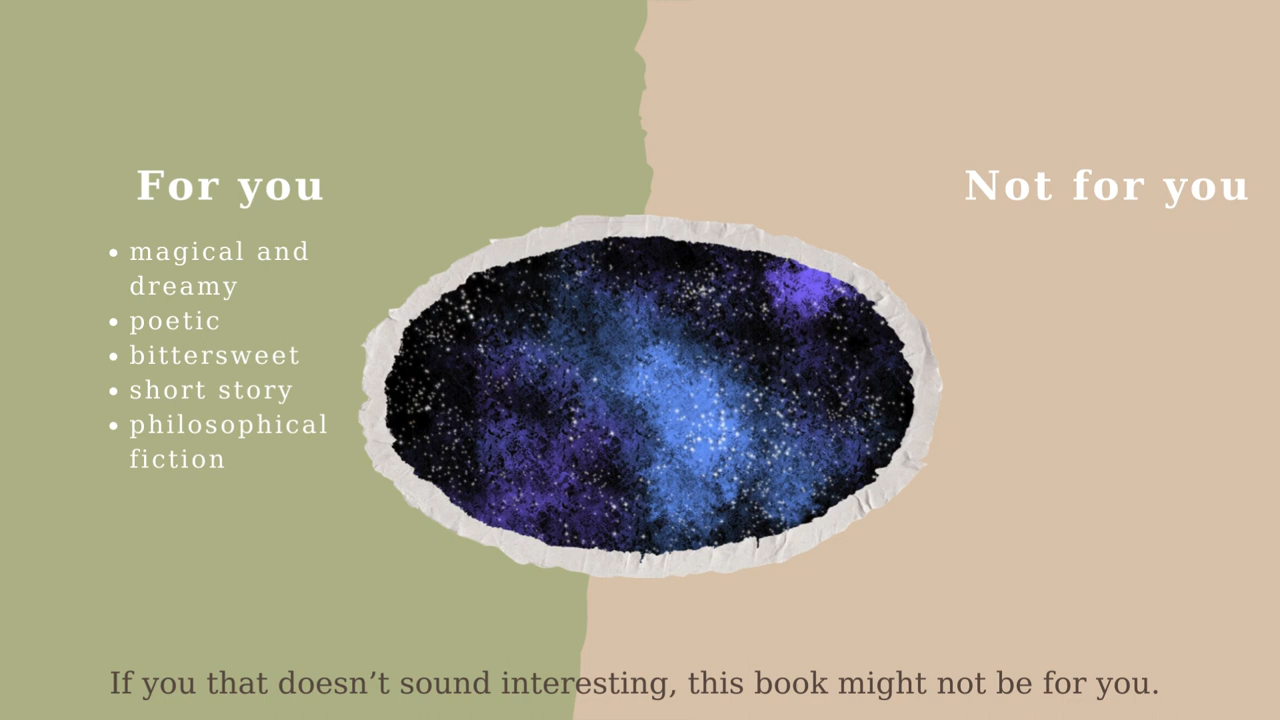 For you
• magical and
dreamy
• poetic
• bittersweet
• short story
• philosophical
fiction
Not for you
If you that doesn’t sound interesting, this book might not be for you.